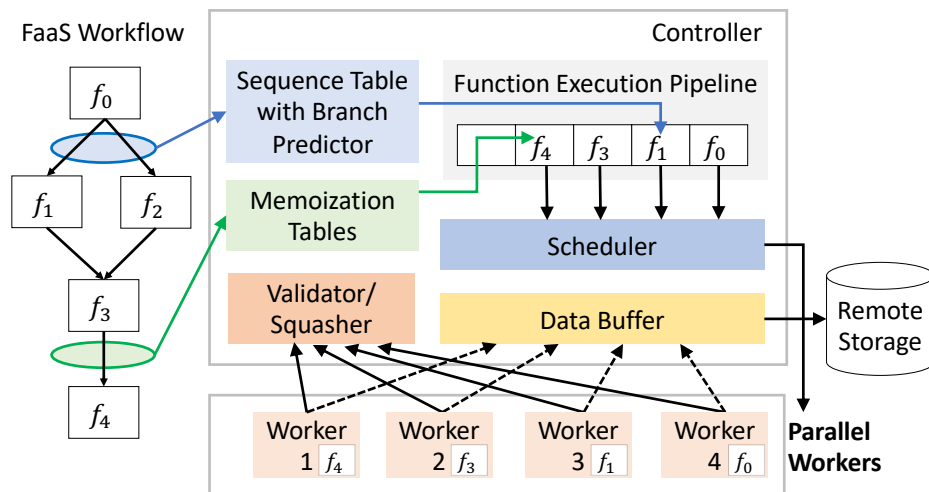 FaaS Workflow
Controller
f0
f1
f2
f3
f4
Sequence Table
with Branch
Predictor
Memoization
Tables
Function Execution Pipeline
f4 f3 f1 f0
Scheduler
Validator/
Squasher
Data Buffer
Remote
Storage
Worker
1 f4
Worker
2 f3
Worker
3 f1
Worker
4 f0
Parallel
Workers